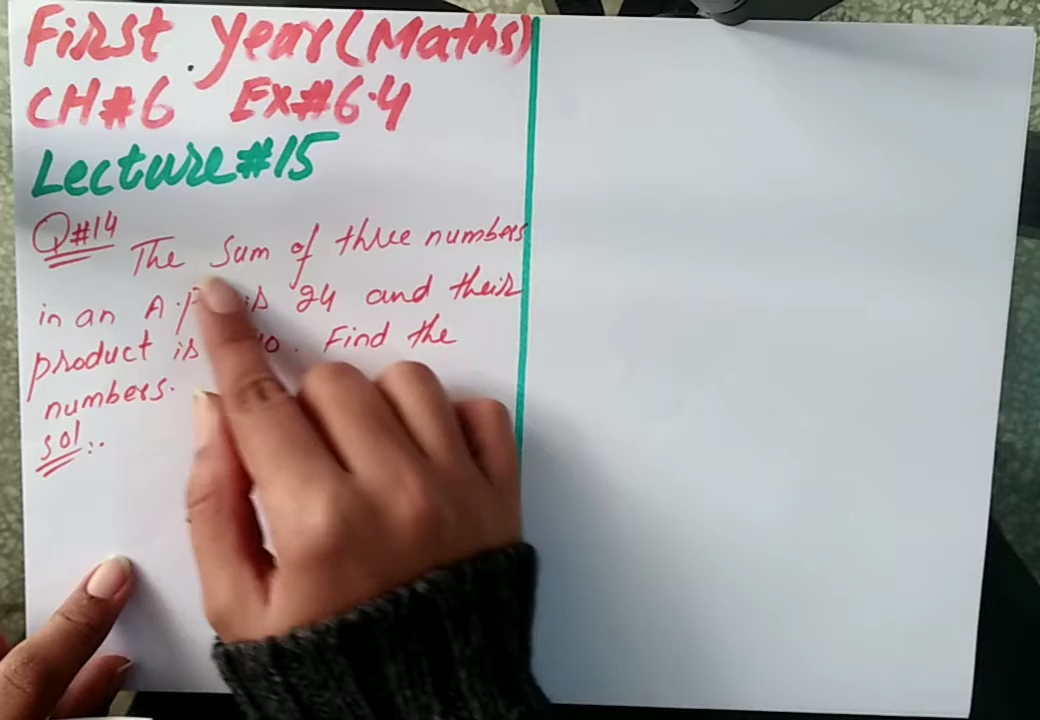 First year (Maths)
CH#6 Ex#6.4
Lecture#15
Q#14 The Sum of three numbers
in an A.P is 24 and their
product is Find the
numbers.
Sol:.